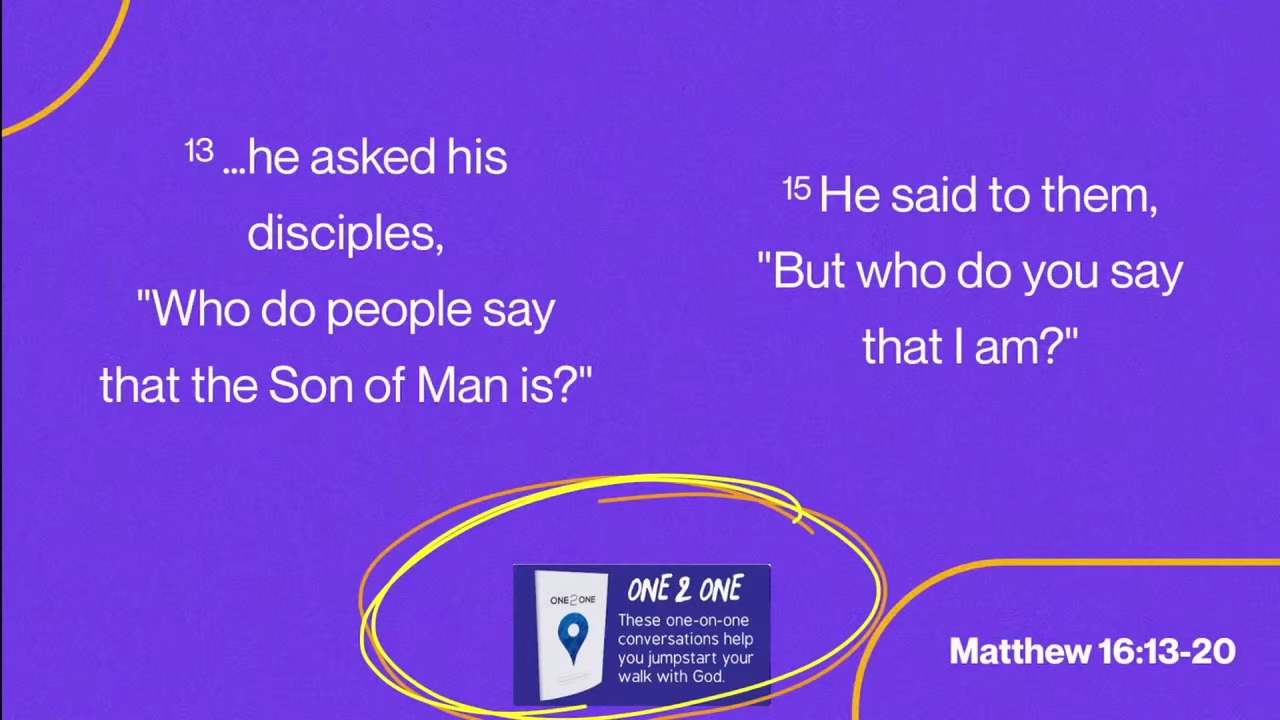 13 ...he asked his
disciples,
"Who do people say
that the Son of Man is?"
15 He said to them,
"But who do you say
that I am?"
ONE2ONE
ONE 2 ONE
These one-on-one
conversations help
you jumpstart your
walk with God.
Matthew 16:13-20